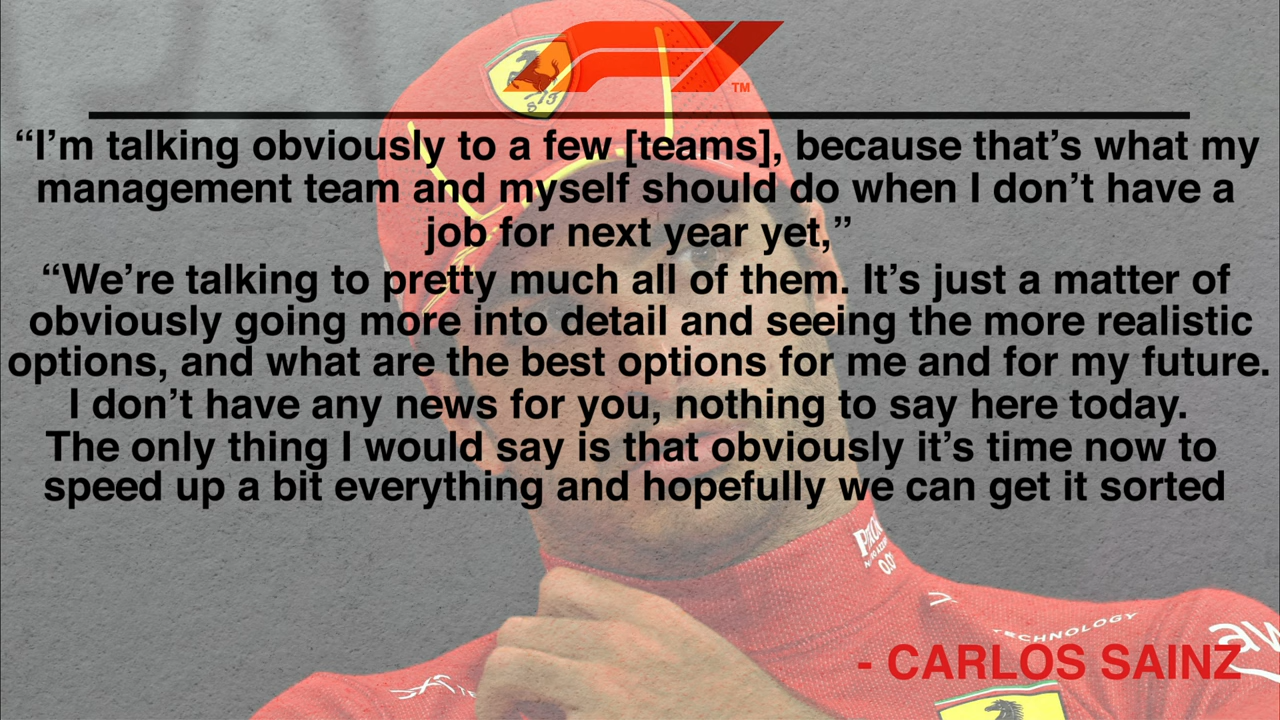 F1
TM
S F
“I’m talking obviously to a few [teams], because that’s what my
management team and myself should do when I don’t have a
job for next year yet,”
“We’re talking to pretty much all of them. It’s just a matter of
obviously going more into detail and seeing the more realistic
options, and what are the best options for me and for my future.
I don’t have any news for you, nothing to say here today.
The only thing I would say is that obviously it’s time now to
speed up a bit everything and hopefully we can get it sorted
TECHNOLOGY
aw
- CARLOS SAINZ